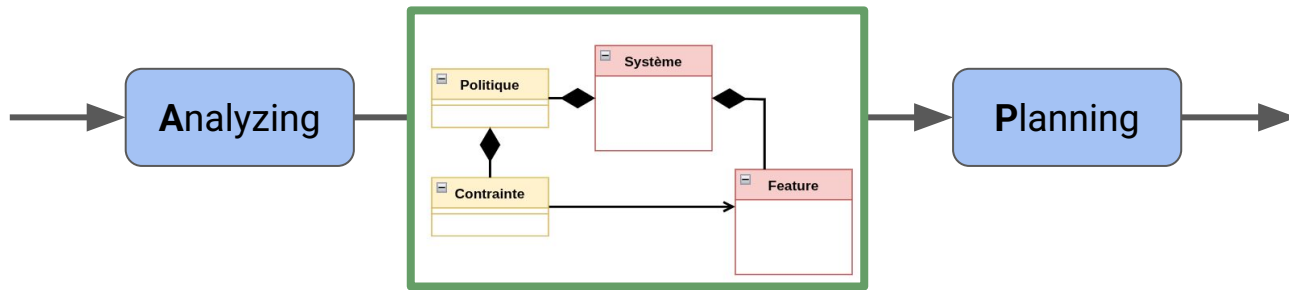 Analyzing
Politique
Système
Contrainte
Feature
Planning